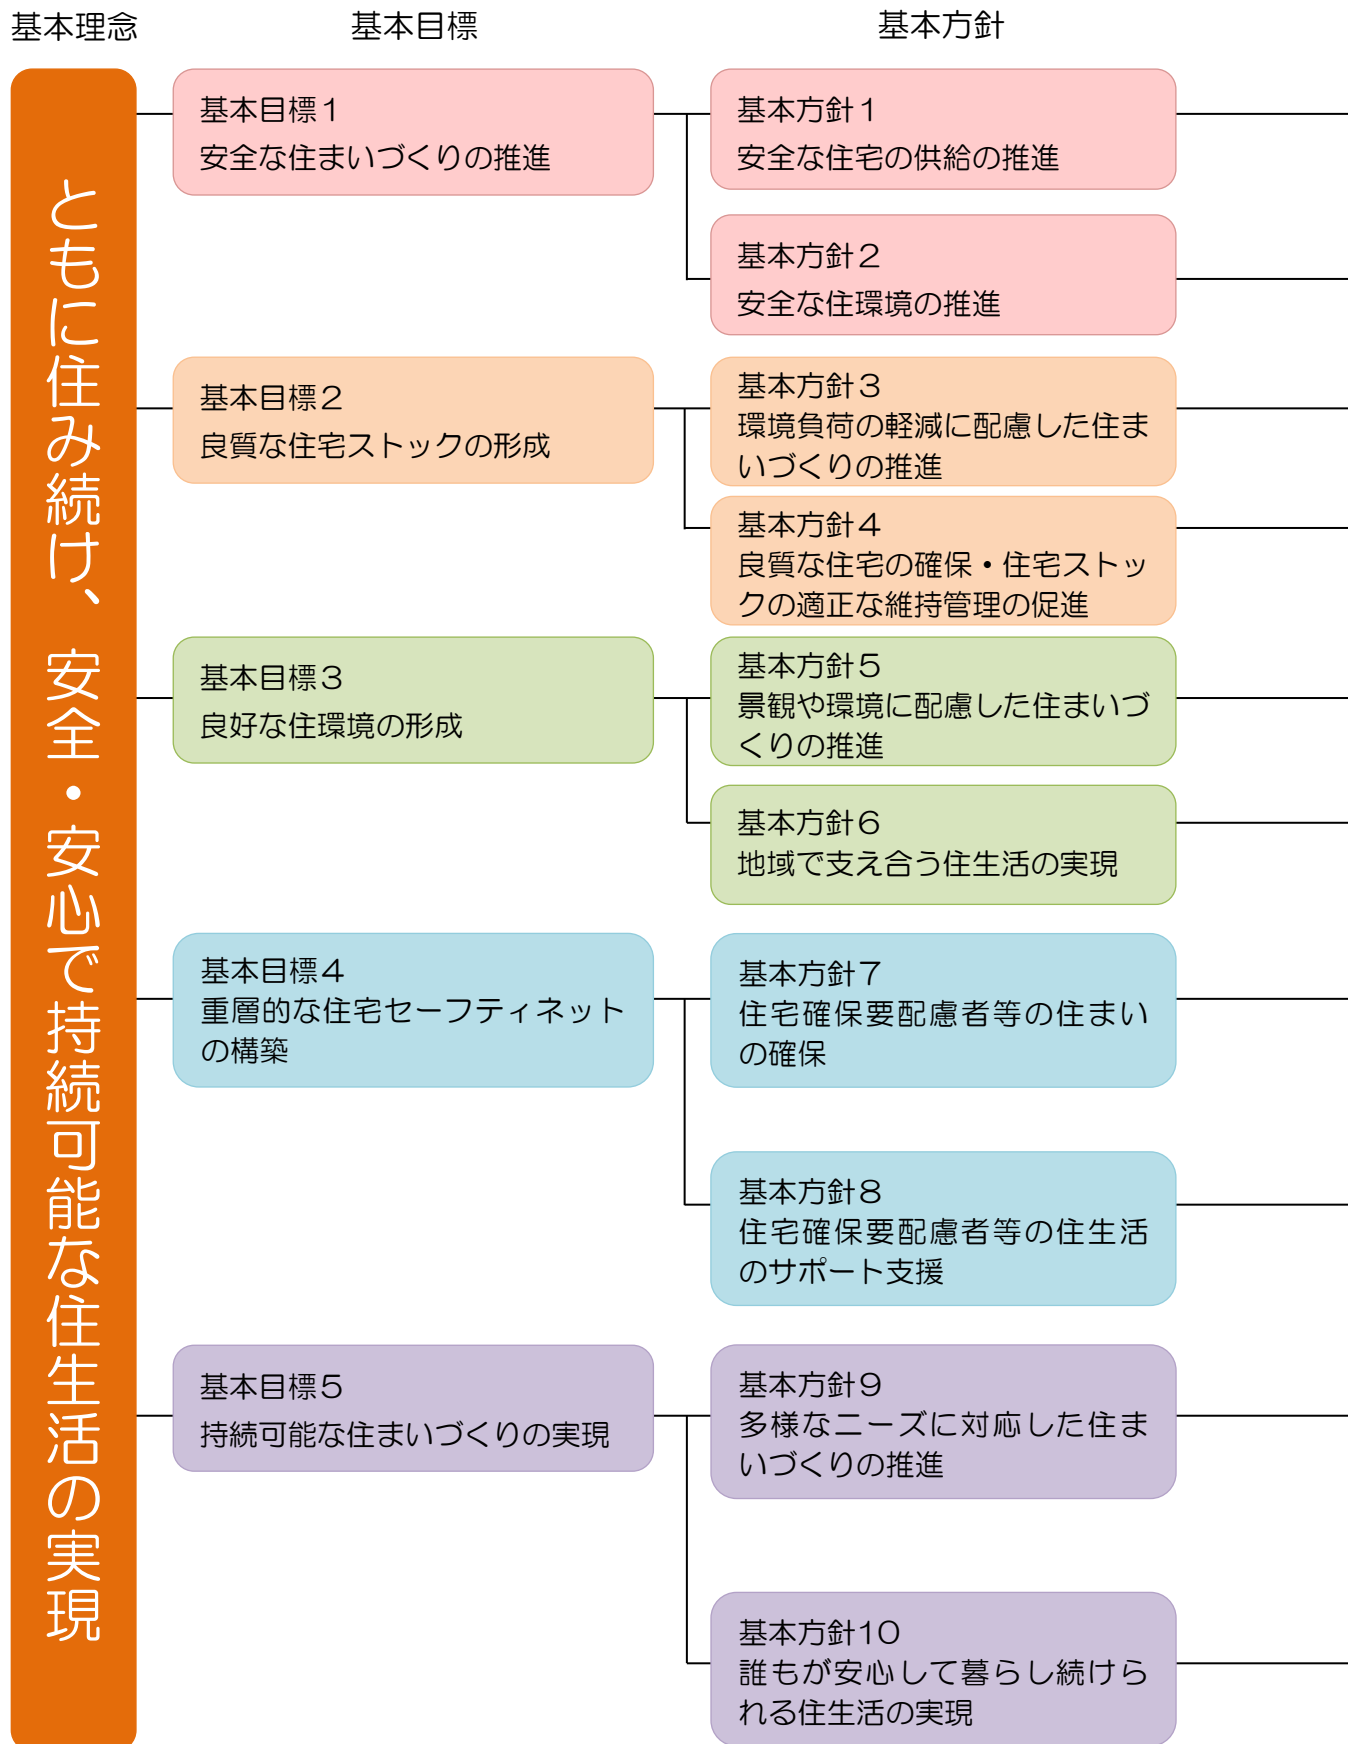 基本理念
基本目標
基本方針
ともに住み続け、安全・安心で持続可能な住生活の実現
基本目標１
安全な住まいづくりの推進
基本方針１
安全な住宅の供給の推進
基本方針２
安全な住環境の推進
基本目標２
良質な住宅ストックの形成
基本方針３
環境負荷の軽減に配慮した住ま
いづくりの推進
基本方針４
良質な住宅の確保・住宅ストッ
クの適正な維持管理の促進
基本目標３
良好な住環境の形成
基本方針５
景観や環境に配慮した住まいづ
くりの推進
基本方針６
地域で支え合う住生活の実現
基本目標４
重層的な住宅セーフティネット
の構築
基本方針７
住宅確保要配慮者等の住まい
の確保
基本方針８
住宅確保要配慮者等の住生活
のサポート支援
基本目標５
持続可能な住まいづくりの実現
基本方針９
多様なニーズに対応した住ま
いづくりの推進
基本方針10
誰もが安心して暮らし続けら
れる住生活の実現